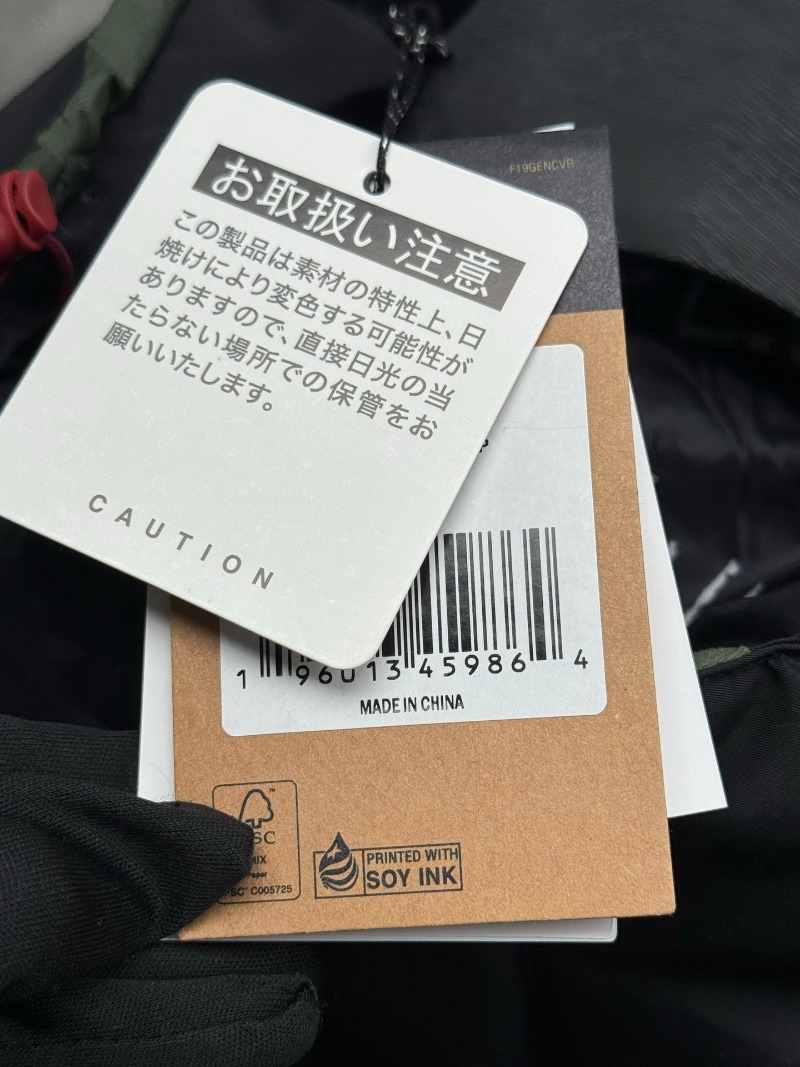 お取扱い注意
この製品は素材の特性上、日
焼けにより変色する可能性が
ありますので、直接日光の当
たらない場所での保管をお
願いいたします。
CAUTION
F19GENCVR
1 96013 45986 4
MADE IN CHINA
MIX
Paper
C005725
PRINTED WITH
SOY INK